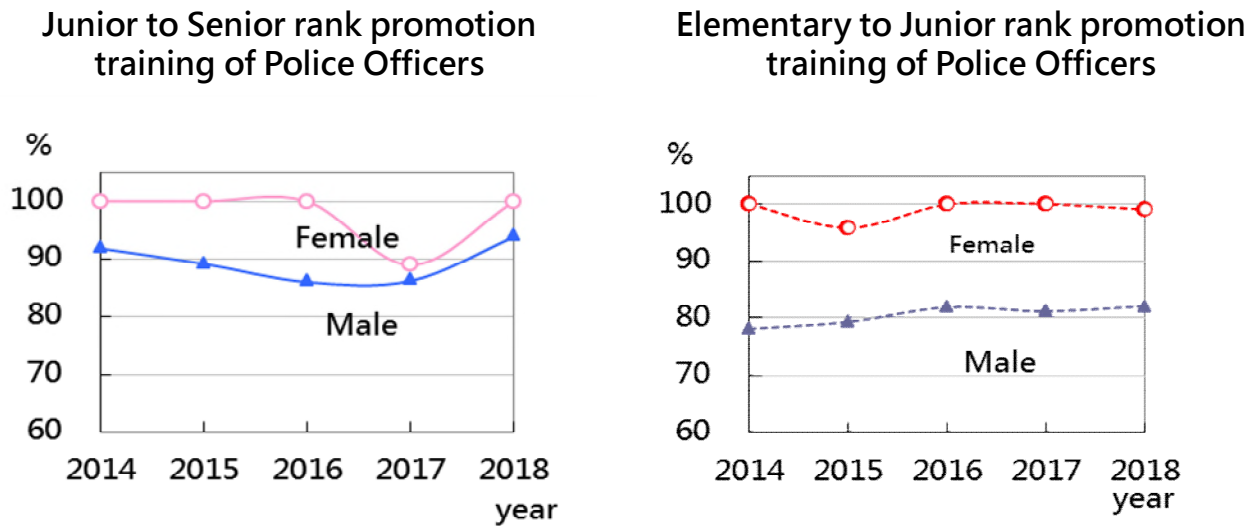 Junior to Senior rank promotion
training of Police Officers
%
100
90
80
70
60
Female
Male
2014 2015 2016 2017 2018
year
Elementary to Junior rank promotion
training of Police Officers
%
100
90
80
70
60
Female
Male
2014 2015 2016 2017 2018
year